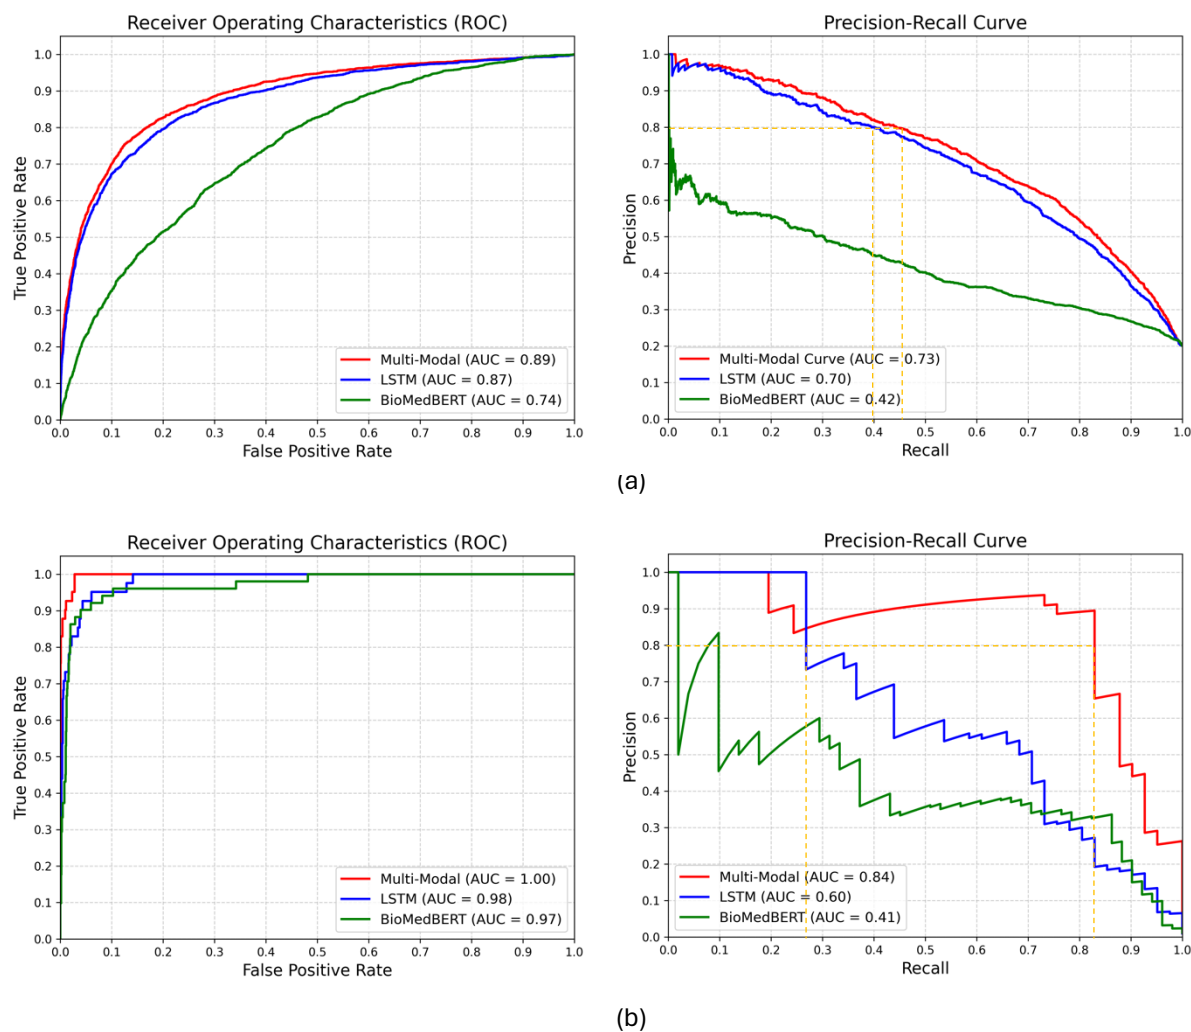 Receiver Operating Characteristics (ROC)
True Positive Rate
1.0
0.9
0.8
0.7
0.6
0.5
0.4
0.3
0.2
0.1
0.0
Multi-Modal (AUC = 0.89)
LSTM (AUC = 0.87)
BioMedBERT (AUC = 0.74)
0.0 0.1 0.2 0.3 0.4 0.5 0.6 0.7 0.8 0.9 1.0
False Positive Rate
Precision-Recall Curve
Precision
1.0
0.9
0.8
0.7
0.6
0.5
0.4
0.3
0.2
0.1
0.0
Multi-Modal Curve (AUC = 0.73)
LSTM (AUC = 0.70)
BioMedBERT (AUC = 0.42)
0.0 0.1 0.2 0.3 0.4 0.5 0.6 0.7 0.8 0.9 1.0
Recall
(a)
Receiver Operating Characteristics (ROC)
True Positive Rate
1.0
0.9
0.8
0.7
0.6
0.5
0.4
0.3
0.2
0.1
0.0
Multi-Modal (AUC = 1.00)
LSTM (AUC = 0.98)
BioMedBERT (AUC = 0.97)
0.0 0.1 0.2 0.3 0.4 0.5 0.6 0.7 0.8 0.9 1.0
False Positive Rate
Precision-Recall Curve
Precision
1.0
0.9
0.8
0.7
0.6
0.5
0.4
0.3
0.2
0.1
0.0
Multi-Modal (AUC = 0.84)
LSTM (AUC = 0.60)
BioMedBERT (AUC = 0.41)
0.0 0.1 0.2 0.3 0.4 0.5 0.6 0.7 0.8 0.9 1.0
Recall
(b)